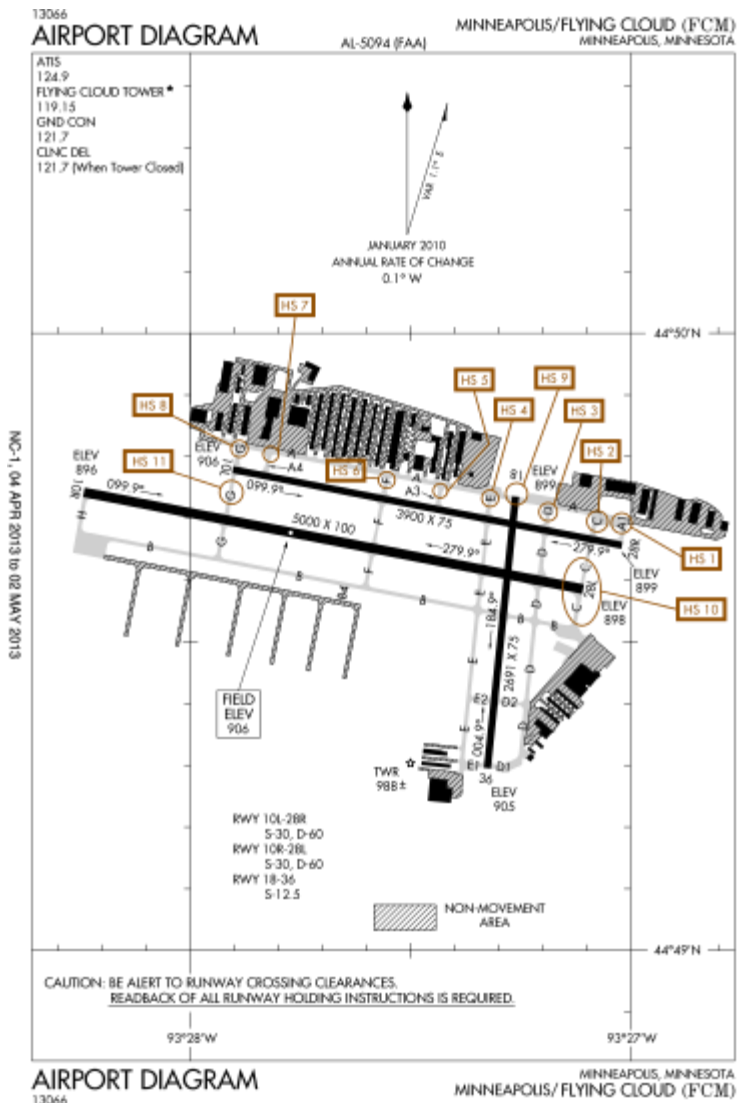 13066
AIRPORT DIAGRAM
AL-5094 (FAA)
MINNEAPOLIS/FLYING CLOUD (FCM)
MINNEAPOLIS, MINNESOTA
ATIS
124.9
FLYING CLOUD TOWER *
119.15
GND CON
121.7
CLNC DEL
121.7 (When Tower Closed)
VAR 1.1° E
JANUARY 2010
ANNUAL RATE OF CHANGE
0.1° W
44°50'N
HS 7
HS 5
HS 9
HS 8
HS 4
HS 3
HS 2
HS 11
HS 6
HS 1
HS 10
ELEV
896
ELEV
906
ELEV
899
ELEV
899
ELEV
898
10R
10L
18
28R
28L
099.9°
099.9°
279.9°
279.9°
5000 X 100
3900 X 75
184.9°
2691 X 75
004.9°
G
A
A4
F
A
A3
E
D
A
C
A1
G
H
G
F
E
D
C
C
B
B
F
B4
B
B
E
D
D
E
E2
D2
D
E1
D1
36
FIELD
ELEV
906
TWR
988±
ELEV
905
RWY 10L-28R
S-30, D-60
RWY 10R-28L
S-30, D-60
RWY 18-36
S-12.5
NON-MOVEMENT
AREA
44°49'N
CAUTION: BE ALERT TO RUNWAY CROSSING CLEARANCES.
READBACK OF ALL RUNWAY HOLDING INSTRUCTIONS IS REQUIRED.
93°28'W
93°27'W
NC-1, 04 APR 2013 to 02 MAY 2013
AIRPORT DIAGRAM
13066
MINNEAPOLIS, MINNESOTA
MINNEAPOLIS/FLYING CLOUD (FCM)